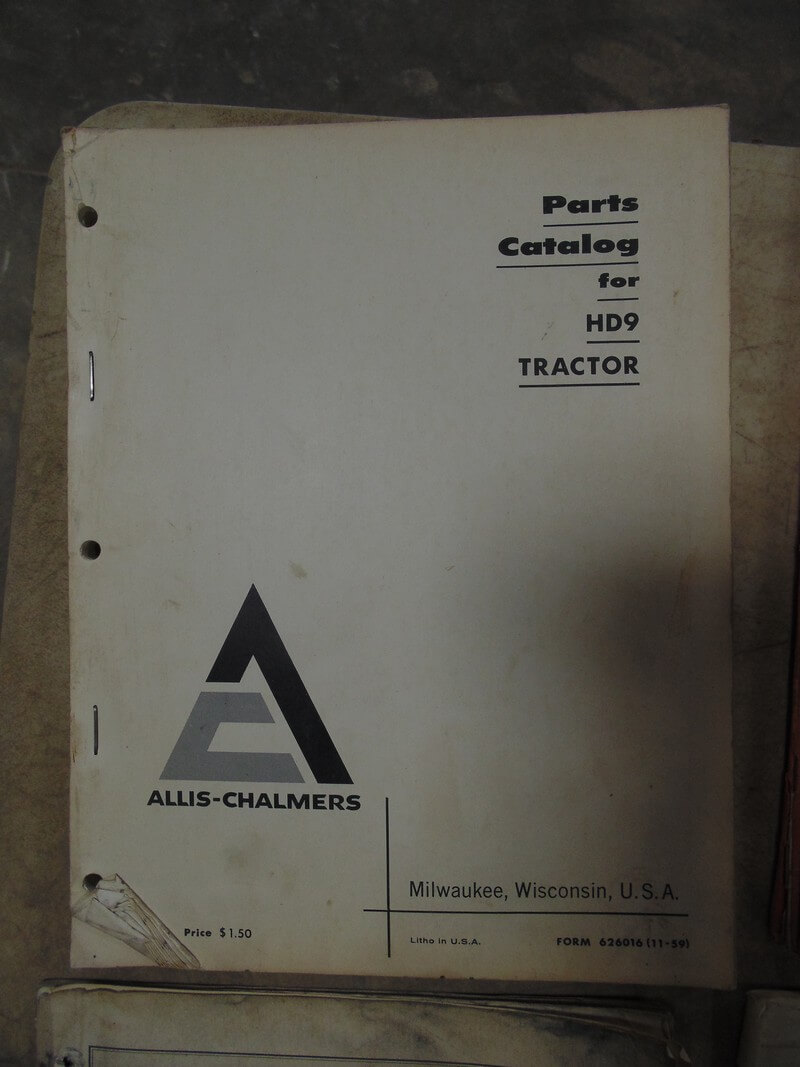 Parts
Catalog
for
HD9
TRACTOR
ALLIS-CHALMERS
Milwaukee, Wisconsin, U.S.A.
Price $1.50
Litho in U.S.A.
FORM 626016 (11-59)